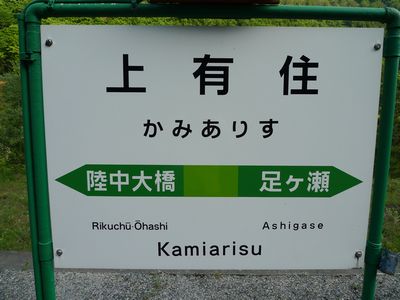 上有住
かみありす
陸中大橋 足ヶ瀬
Rikuchū-Ōhashi Ashigase
Kamiarisu